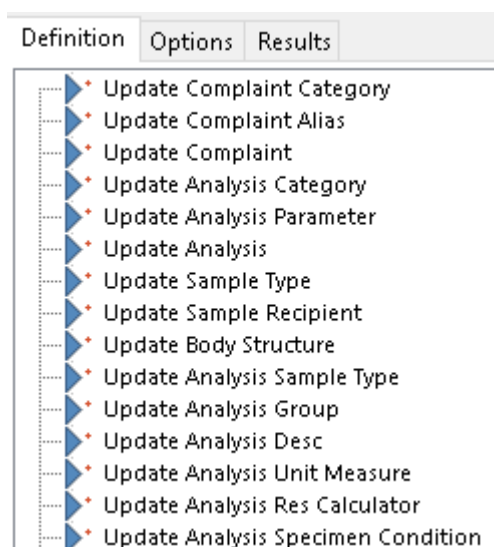 Definition Options Results
Update Complaint Category
Update Complaint Alias
Update Complaint
Update Analysis Category
Update Analysis Parameter
Update Analysis
Update Sample Type
Update Sample Recipient
Update Body Structure
Update Analysis Sample Type
Update Analysis Group
Update Analysis Desc
Update Analysis Unit Measure
Update Analysis Res Calculator
Update Analysis Specimen Condition